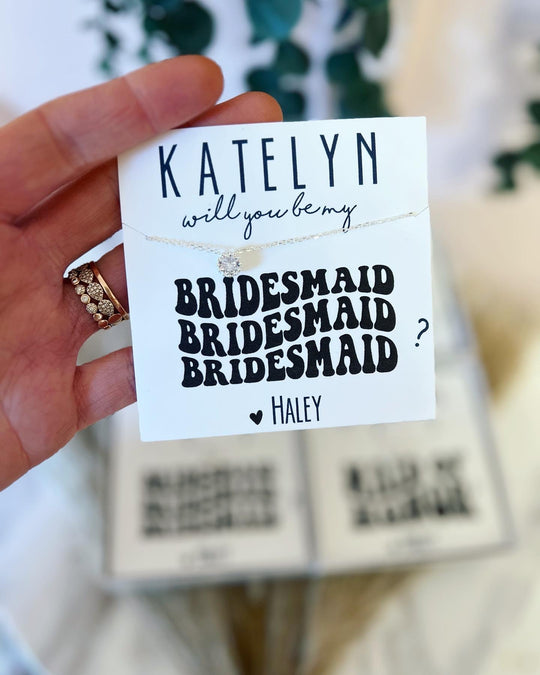 KATELYN
will you be my
BRIDESMAID
BRIDESMAID
BRIDESMAID ?
♥ HALEY